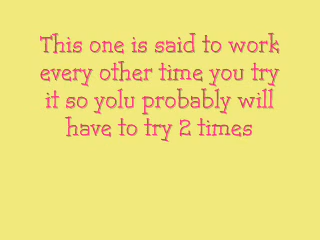 This one is said to work
every other time you try
it so yolu probably will
have to try 2 times